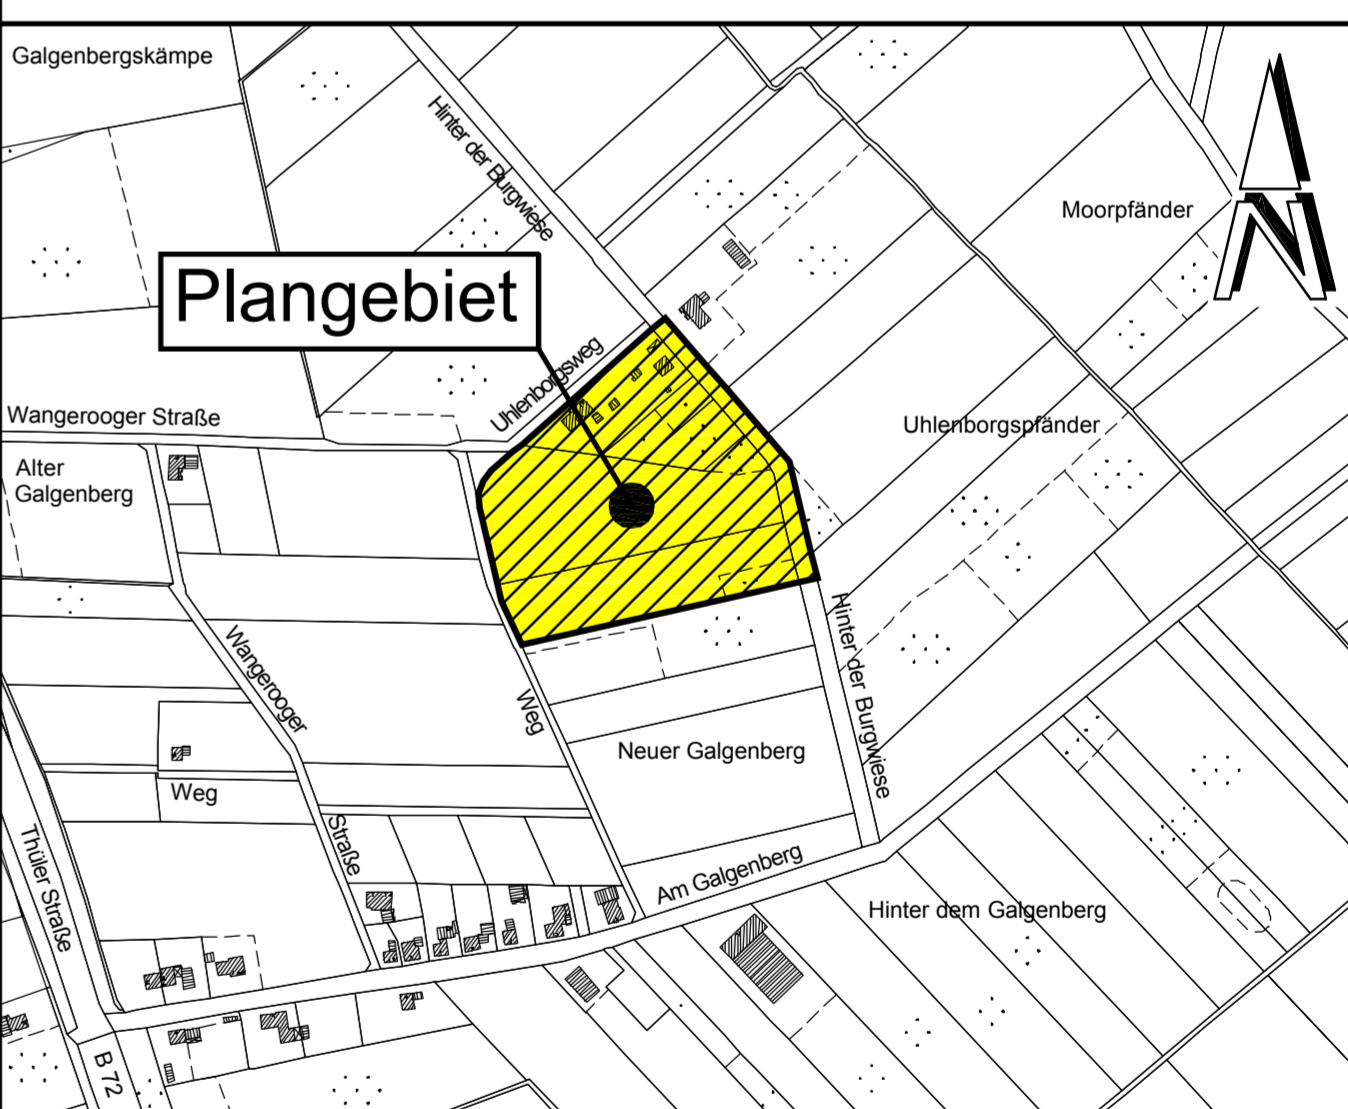 Galgenbergskämpe
Hinter der Burgwiese
Moorpfänder
N
Plangebiet
Uhlenborgsweg
Wangerooger Straße
Uhlenborgspfänder
Alter
Galgenberg
Wangerooger
Weg
Hinter der Burgwiese
Neuer Galgenberg
Weg
Straße
Thüler Straße
Am Galgenberg
Hinter dem Galgenberg
B 72